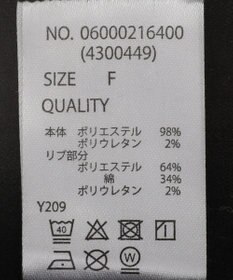 NO. 06000216400
(4300449)
SIZE F
QUALITY
本体 ポリエステル 98%
ポリウレタン 2%
リブ部分
ポリエステル 64%
綿 34%
ポリウレタン 2%
Y209
40
W